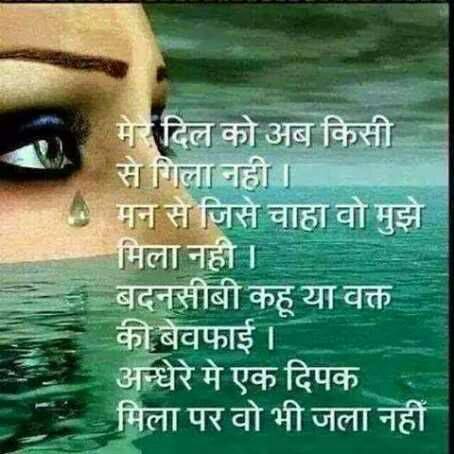 मेरे दिल को अब किसी
से गिला नही ।
मन से जिसे चाहा वो मुझे
मिला नही ।
बदनसीबी कहू या वक्त
की बेवफाई ।
अन्धेरे मे एक दिपक
मिला पर वो भी जला नहीं